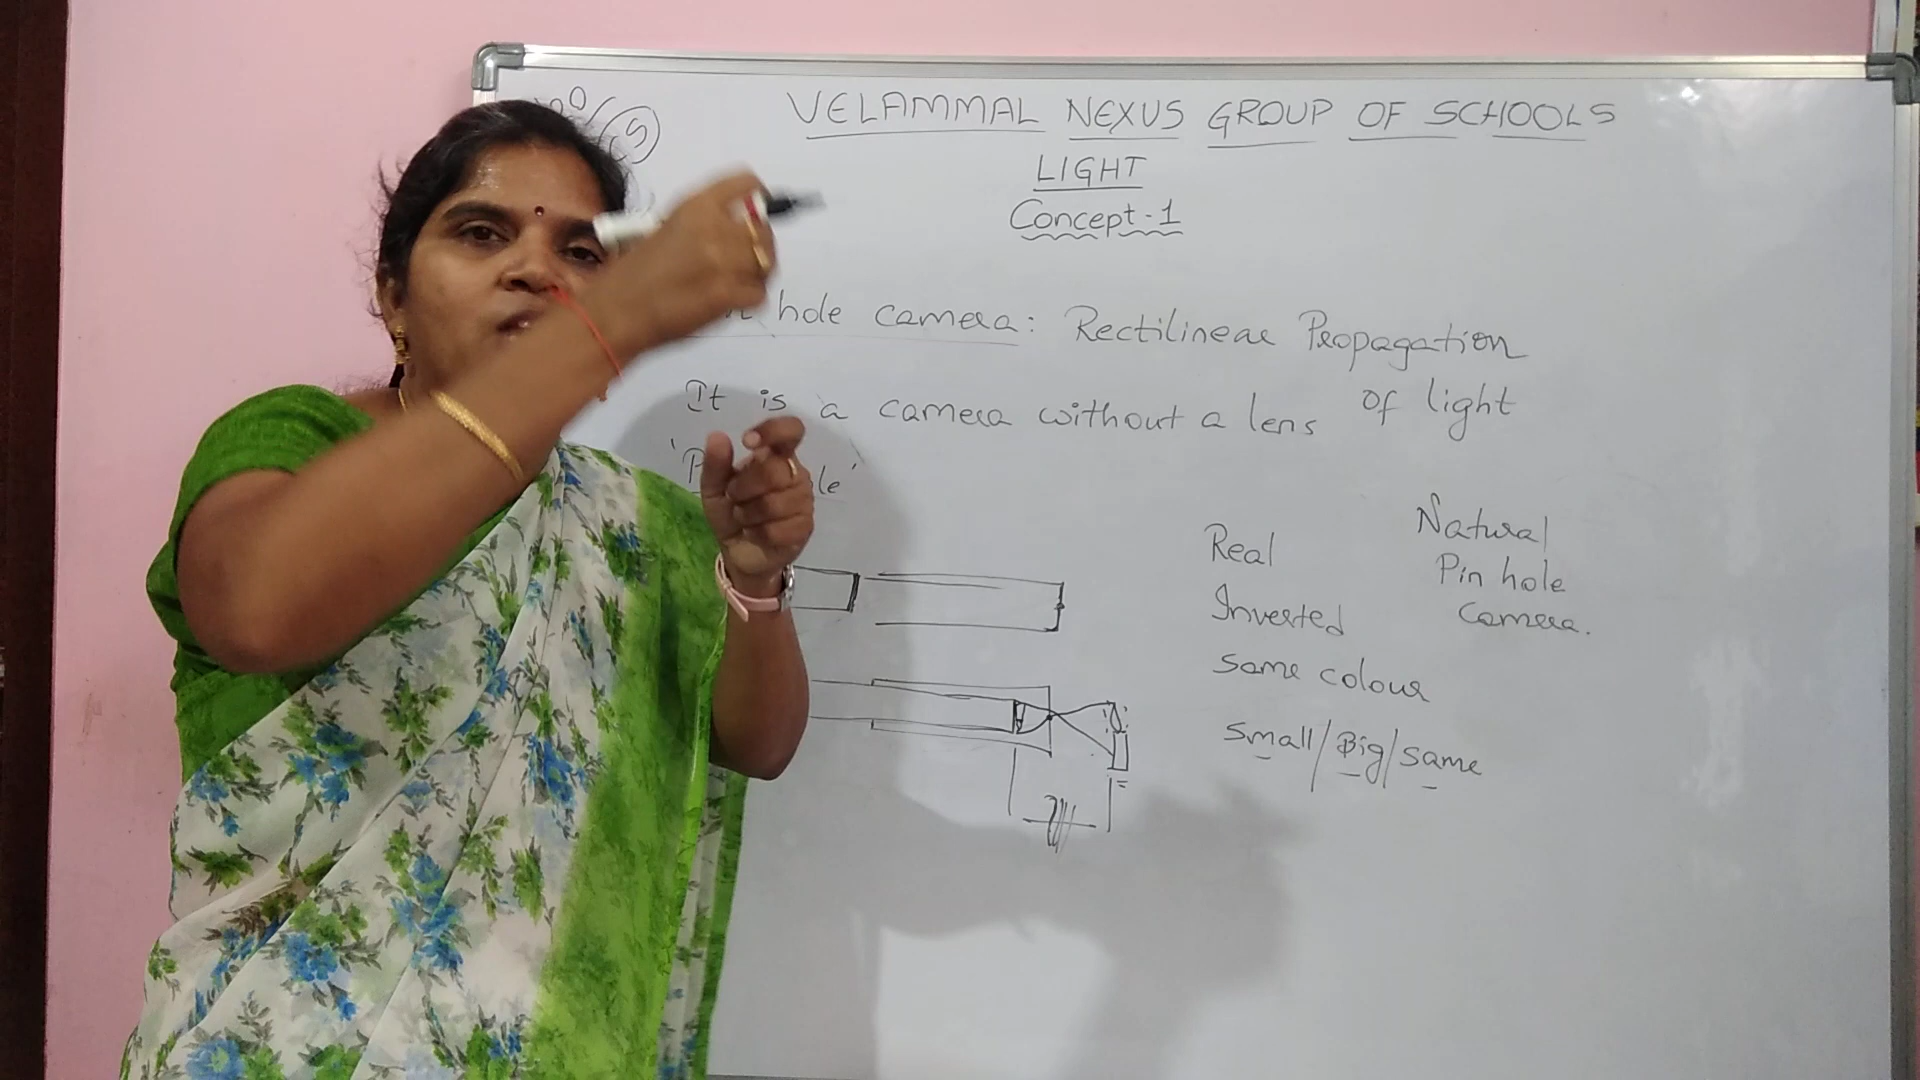 VELAMMAL NEXUS GROUP OF SCHOOLS
LIGHT
Concept-1
hole camera: Rectilinear Propagation
of light
It is a camera without a lens
Real
Inverted
Same colour
Small/Big/same
Natural
Pin hole
Camera.